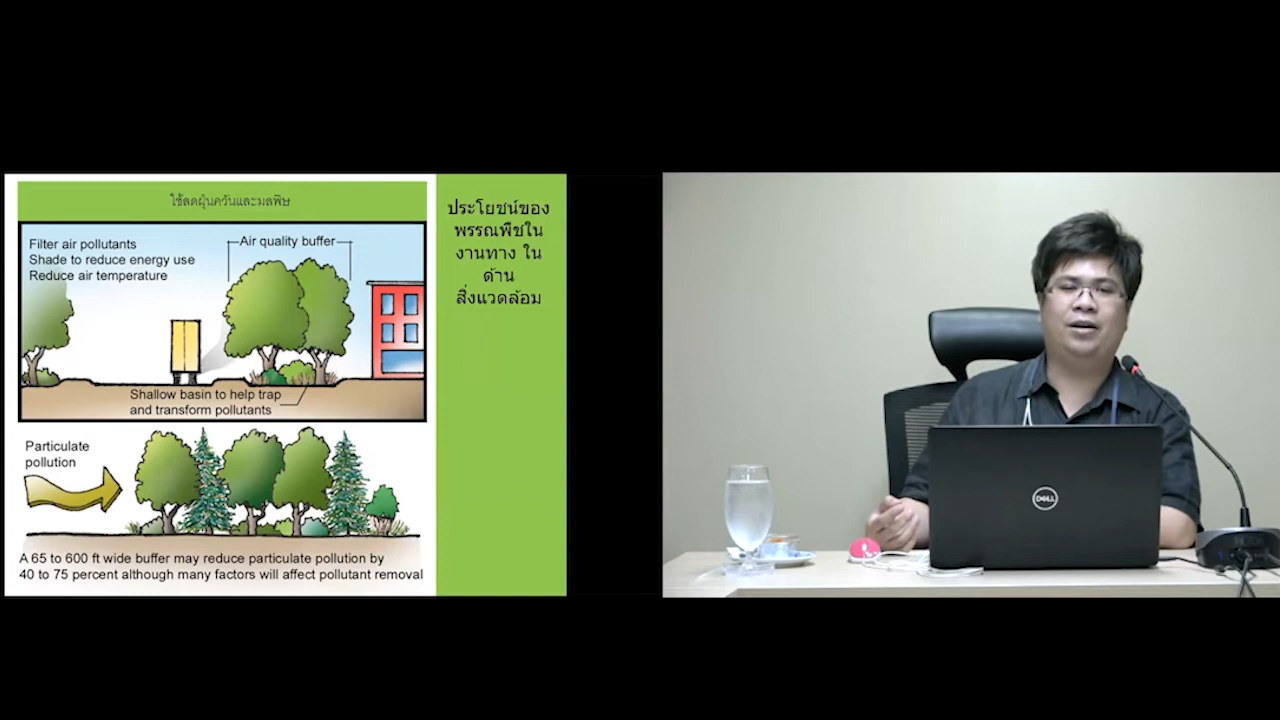 ใช้ลดฝุ่นควันและมลพิษ
Filter air pollutants
Shade to reduce energy use
Reduce air temperature
Air quality buffer
Shallow basin to help trap
and transform pollutants
Particulate
pollution
A 65 to 600 ft wide buffer may reduce particulate pollution by
40 to 75 percent although many factors will affect pollutant removal
ประโยชน์ของ
พรรณพืชใน
งานทาง ใน
ด้าน
สิ่งแวดล้อม
DELL